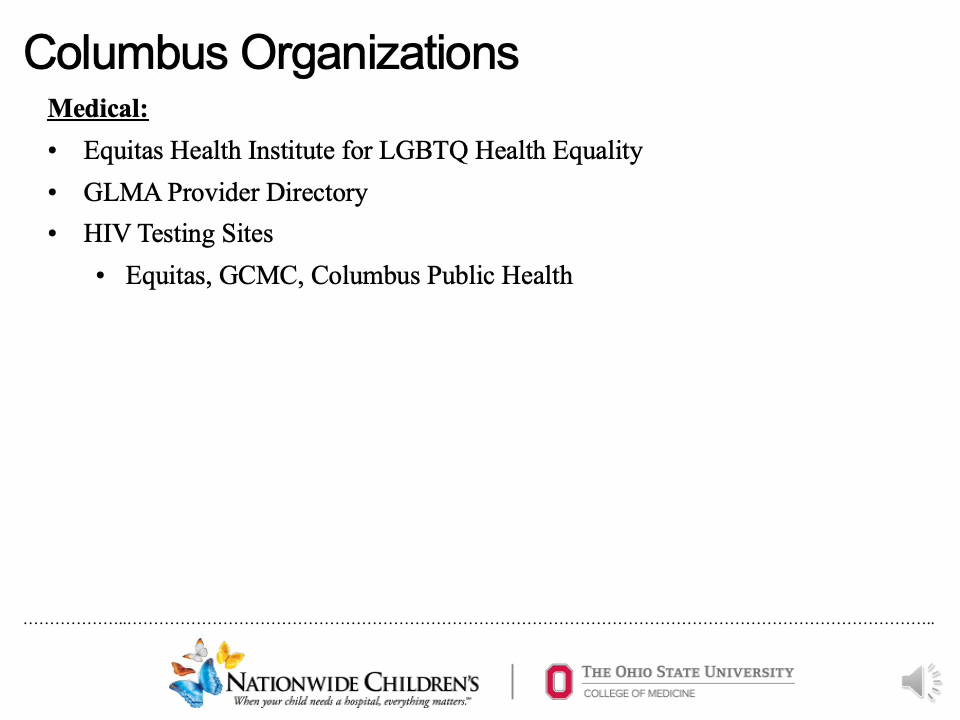 Columbus Organizations
Medical:
• Equitas Health Institute for LGBTQ Health Equality
• GLMA Provider Directory
• HIV Testing Sites
• Equitas, GCMC, Columbus Public Health
NATIONWIDE CHILDREN'S
When your child needs a hospital, everything matters.™
THE OHIO STATE UNIVERSITY
COLLEGE OF MEDICINE